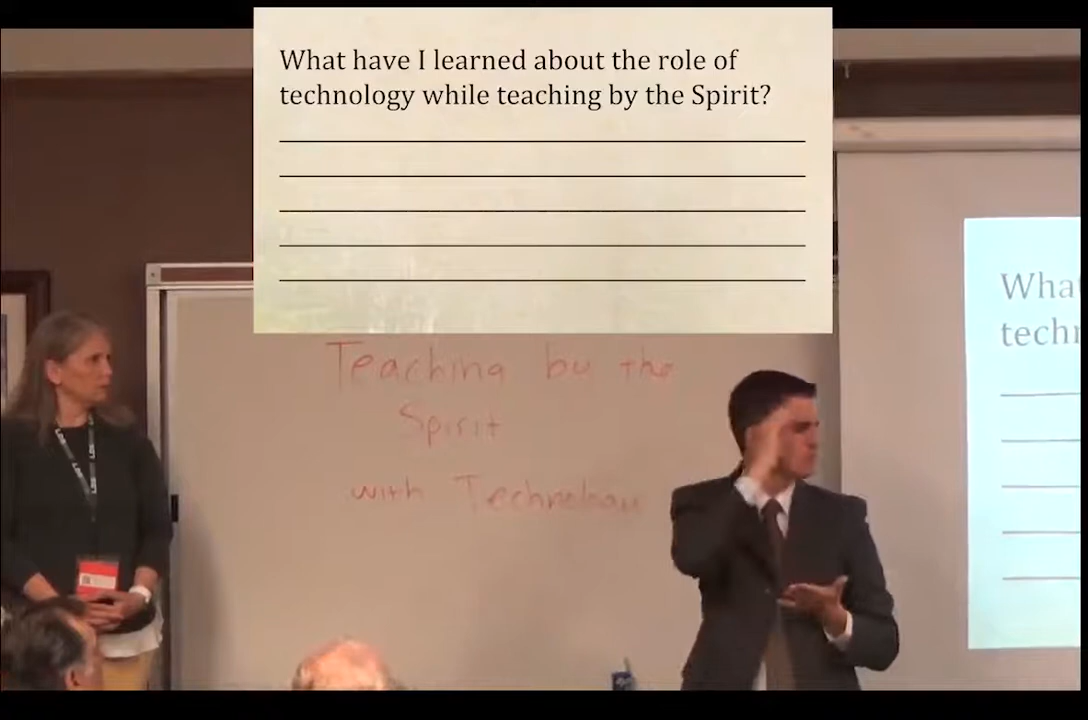 What have I learned about the role of
technology while teaching by the Spirit?
Teaching by the
Spirit
with Technology
What
techn